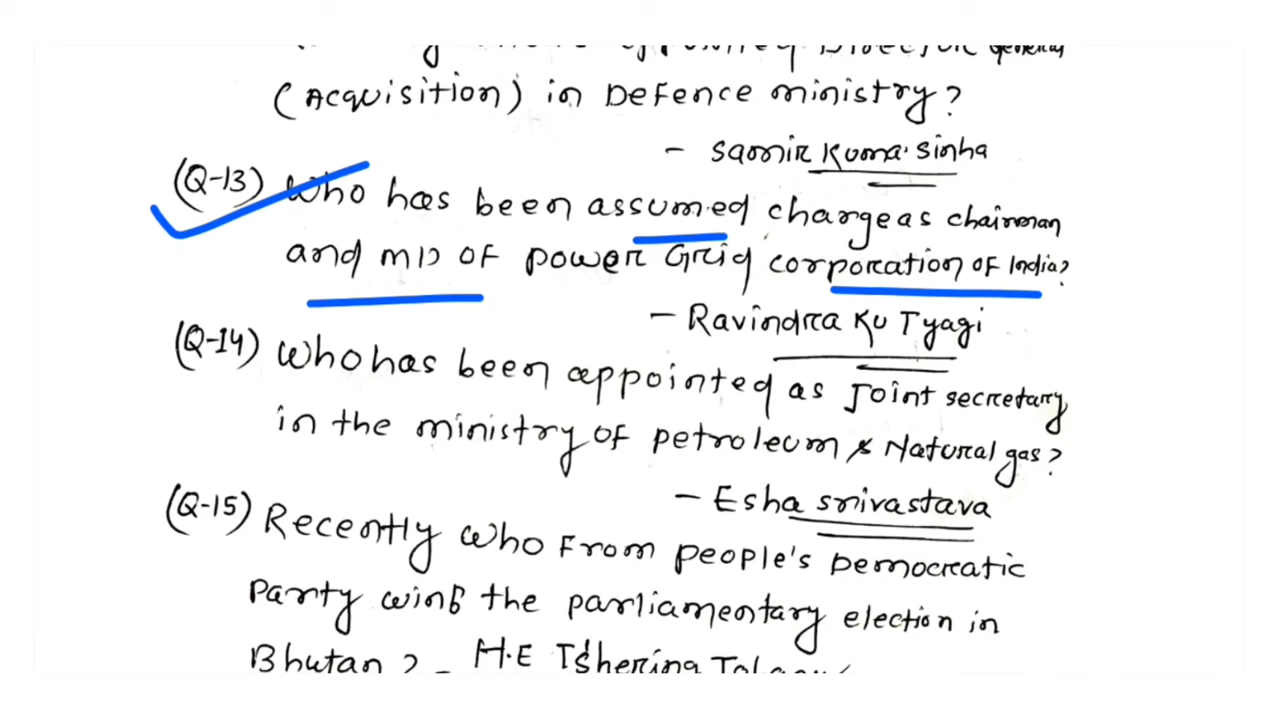 (Acquisition) in Defence ministry?
- Samir Kumar Sinha
(Q-13) Who has been assumed charge as chairman
and MD OF power Grid corporation OF India?
- Ravindra Ku Tyagi
(Q-14) Who has been appointed as Joint secretary
in the ministry OF petroleum & Natural gas?
- Esha Srivastava
(Q-15) Recently who From people's Democratic
Party wins the parliamentary election in
Bhutan? - H.E Tshering